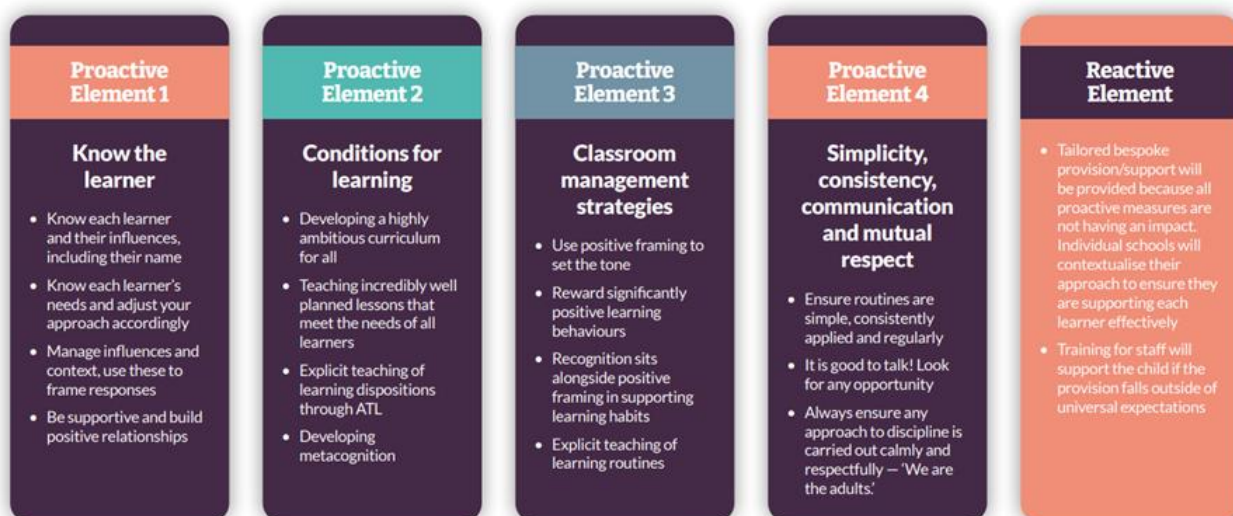 Proactive
Element 1
Know the
learner
• Know each learner
and their influences,
including their name
• Know each learner's
needs and adjust your
approach accordingly
• Manage influences and
context, use these to
frame responses
• Be supportive and build
positive relationships
Proactive
Element 2
Conditions for
learning
• Developing a highly
ambitious curriculum
for all
• Teaching incredibly well
planned lessons that
meet the needs of all
learners
• Explicit teaching of
learning dispositions
through ATL
• Developing
metacognition
Proactive
Element 3
Classroom
management
strategies
• Use positive framing to
set the tone
• Reward significantly
positive learning
behaviours
• Recognition sits
alongside positive
framing in supporting
learning habits
• Explicit teaching of
learning routines
Proactive
Element 4
Simplicity,
consistency,
communication
and mutual
respect
• Ensure routines are
simple, consistently
applied and regularly
• It is good to talk! Look
for any opportunity
• Always ensure any
approach to discipline is
carried out calmly and
respectfully — 'We are
the adults.'
Reactive
Element
• Tailored bespoke
provision/support will
be provided because all
proactive measures are
not having an impact.
Individual schools will
contextualise their
approach to ensure they
are supporting each
learner effectively
• Training for staff will
support the child if the
provision falls outside of
universal expectations